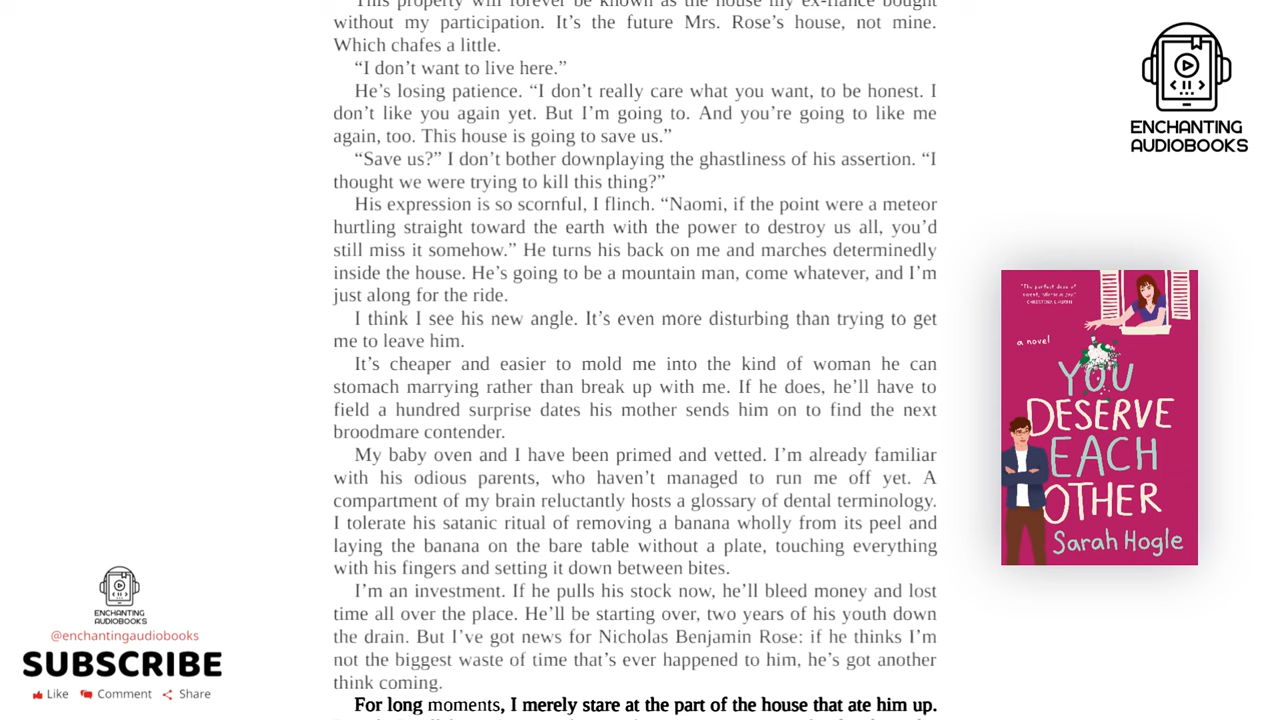 This property will forever be known as the house my ex-fiancé bought
without my participation. It’s the future Mrs. Rose’s house, not mine.
Which chafes a little.
“I don’t want to live here.”
He’s losing patience. “I don’t really care what you want, to be honest. I
don’t like you again yet. But I’m going to. And you’re going to like me
again, too. This house is going to save us.”
“Save us?” I don’t bother downplaying the ghastliness of his assertion. “I
thought we were trying to kill this thing?”
His expression is so scornful, I flinch. “Naomi, if the point were a meteor
hurtling straight toward the earth with the power to destroy us all, you’d
still miss it somehow.” He turns his back on me and marches determinedly
inside the house. He’s going to be a mountain man, come whatever, and I’m
just along for the ride.
I think I see his new angle. It’s even more disturbing than trying to get
me to leave him.
It’s cheaper and easier to mold me into the kind of woman he can
stomach marrying rather than break up with me. If he does, he’ll have to
field a hundred surprise dates his mother sends him on to find the next
broodmare contender.
My baby oven and I have been primed and vetted. I’m already familiar
with his odious parents, who haven’t managed to run me off yet. A
compartment of my brain reluctantly hosts a glossary of dental terminology.
I tolerate his satanic ritual of removing a banana wholly from its peel and
laying the banana on the bare table without a plate, touching everything
with his fingers and setting it down between bites.
I’m an investment. If he pulls his stock now, he’ll bleed money and lost
time all over the place. He’ll be starting over, two years of his youth down
the drain. But I’ve got news for Nicholas Benjamin Rose: if he thinks I’m
not the biggest waste of time that’s ever happened to him, he’s got another
think coming.
For long moments, I merely stare at the part of the house that ate him up.
ENCHANTING
AUDIOBOOKS
"The perfect dose of
CHRISTINA LAUREN
a novel
YOU
DESERVE
EACH
OTHER
Sarah Hogle
ENCHANTING
AUDIOBOOKS
@enchantingaudiobooks
SUBSCRIBE
Like Comment Share